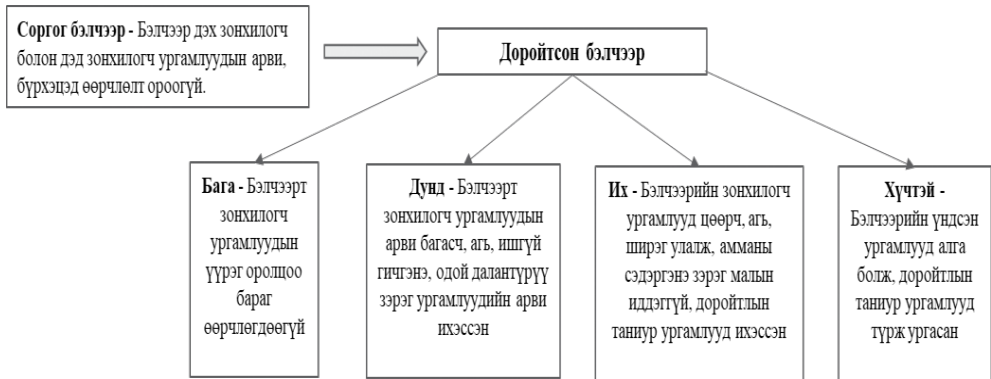 Соргог бэлчээр - Бэлчээр дэх зонхилогч
болон дэд зонхилогч ургамлуудын арви,
бүрхэцэд өөрчлөлт ороогүй.
Доройтсон бэлчээр
Бага - Бэлчээрт
зонхилогч
ургамлуудын
үүрэг оролцоо
бараг
өөрчлөгдөөгүй
Дунд - Бэлчээрт
зонхилогч ургамлуудын
арви багасч, агь, ишгүй
гичгэнэ, одой далантүрүү
зэрэг ургамлуудийн арви
ихэссэн
Их - Бэлчээрийн зонхилогч
ургамлууд цөөрч, агь,
ширэг улалж, амманы
сэдэргэнэ зэрэг малын
иддэггүй, доройтлын
таниур ургамлууд ихэссэн
Хүчтэй -
Бэлчээрийн үндсэн
ургамлууд алга
болж, доройтлын
таниур ургамлууд
түрж ургасан